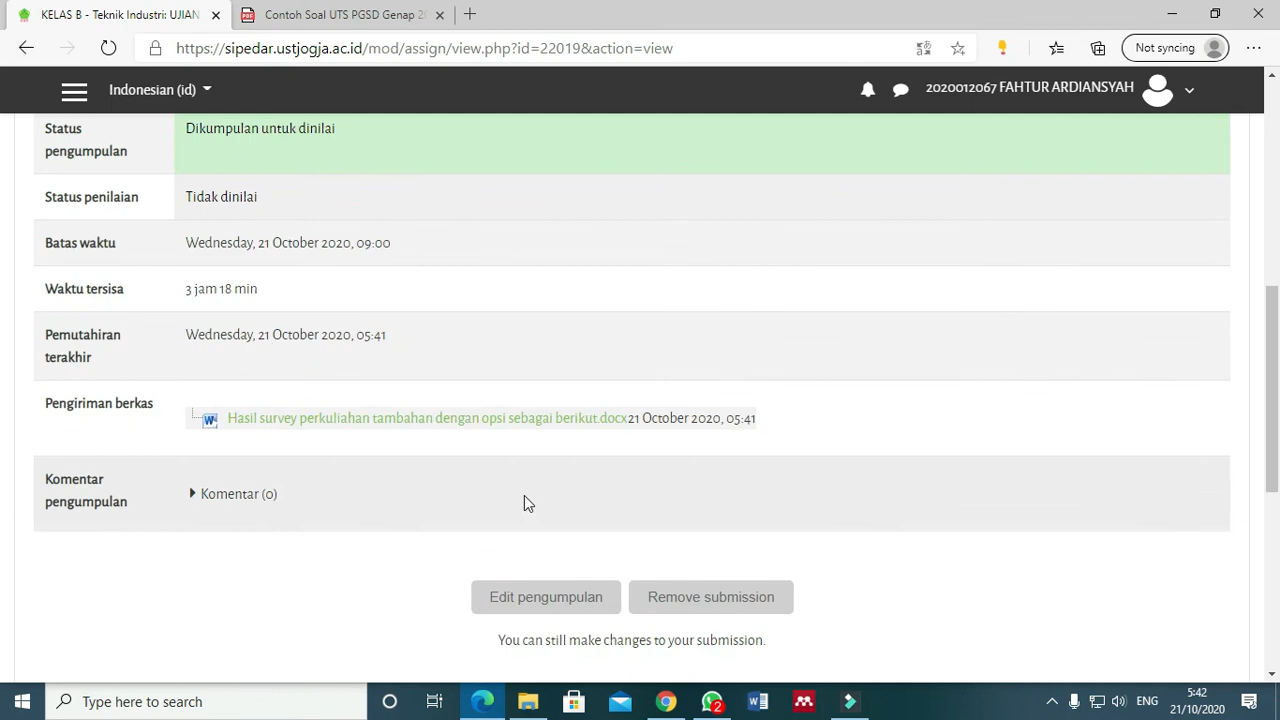 KELAS B - Teknik Industri: UJIAN
Contoh Soal UTS PGSD Genap 20
https://sipedar.ustjogja.ac.id/mod/assign/view.php?id=22019&action=view
Not syncing
Indonesian (id)
2020012067 FAHTUR ARDIANSYAH
Status pengumpulan
Dikumpulan untuk dinilai
Status penilaian
Tidak dinilai
Batas waktu
Wednesday, 21 October 2020, 09:00
Waktu tersisa
3 jam 18 min
Pemutahiran terakhir
Wednesday, 21 October 2020, 05:41
Pengiriman berkas
Hasil survey perkuliahan tambahan dengan opsi sebagai berikut.docx21 October 2020, 05:41
Komentar pengumpulan
Komentar (0)
Edit pengumpulan
Remove submission
You can still make changes to your submission.
Type here to search
2
ENG
5:42
21/10/2020